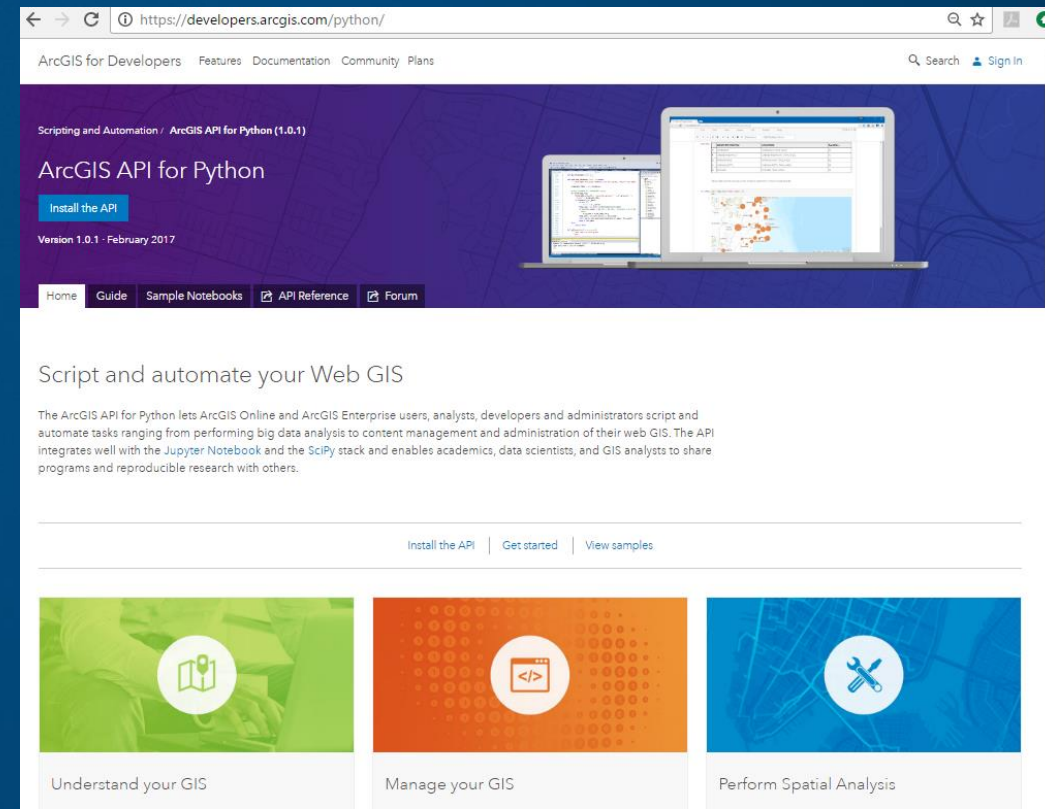 https://developers.arcgis.com/python/
ArcGIS for Developers Features Documentation Community Plans Search Sign In
Scripting and Automation / ArcGIS API for Python (1.0.1)
ArcGIS API for Python
Install the API
Version 1.0.1 · February 2017
Home Guide Sample Notebooks API Reference Forum
Script and automate your Web GIS
The ArcGIS API for Python lets ArcGIS Online and ArcGIS Enterprise users, analysts, developers and administrators script and
automate tasks ranging from performing big data analysis to content management and administration of their web GIS. The API
integrates well with the Jupyter Notebook and the SciPy stack and enables academics, data scientists, and GIS analysts to share
programs and reproducible research with others.
Install the API Get started View samples
</>
Understand your GIS Manage your GIS Perform Spatial Analysis